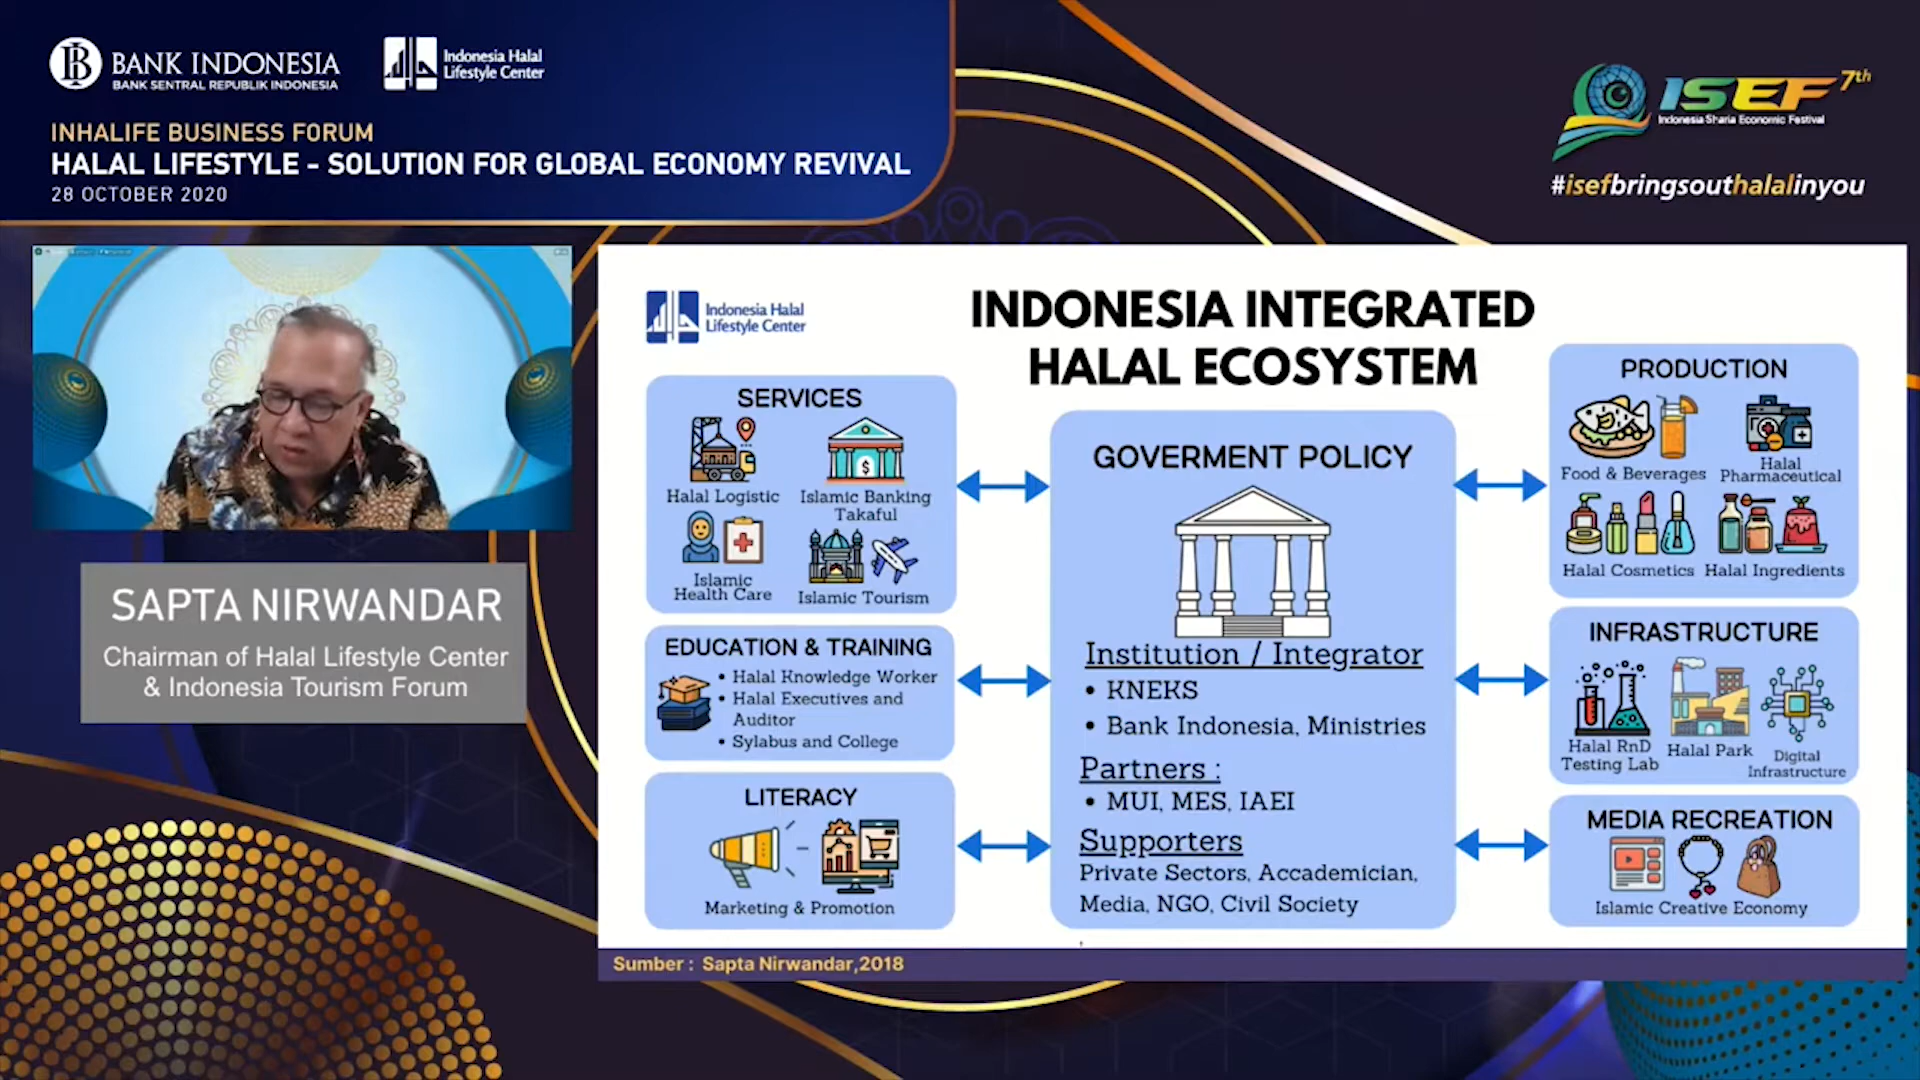 BANK INDONESIA
BANK SENTRAL REPUBLIK INDONESIA
Indonesia Halal
Lifestyle Center
INHALIFE BUSINESS FORUM
HALAL LIFESTYLE - SOLUTION FOR GLOBAL ECONOMY REVIVAL
28 OCTOBER 2020
ISEF 7th
Indonesia Sharia Economic Festival
#isefbringsouthalalinyou
SAPTA NIRWANDAR
Chairman of Halal Lifestyle Center
& Indonesia Tourism Forum
Indonesia Halal
Lifestyle Center
INDONESIA INTEGRATED
HALAL ECOSYSTEM
SERVICES
Halal Logistic
Islamic Banking
Takaful
Islamic
Health Care
Islamic Tourism
EDUCATION & TRAINING
• Halal Knowledge Worker
• Halal Executives and
Auditor
• Sylabus and College
LITERACY
Marketing & Promotion
GOVERMENT POLICY
Institution / Integrator
• KNEKS
• Bank Indonesia, Ministries
Partners :
• MUI, MES, IAEI
Supporters
Private Sectors, Accademician,
Media, NGO, Civil Society
PRODUCTION
Food & Beverages
Halal
Pharmaceutical
Halal Cosmetics
Halal Ingredients
INFRASTRUCTURE
Halal RnD
Testing Lab
Halal Park
Digital
Infrastructure
MEDIA RECREATION
Islamic Creative Economy
Sumber : Sapta Nirwandar,2018